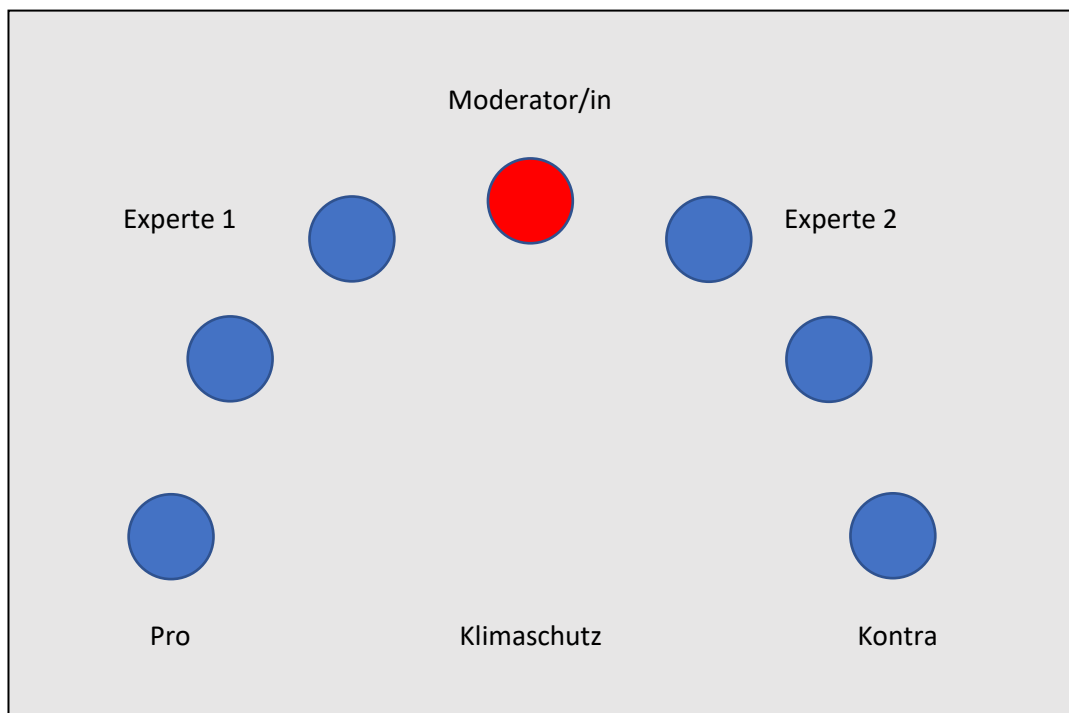 Moderator/in
Experte 1
Experte 2
Pro
Klimaschutz
Kontra